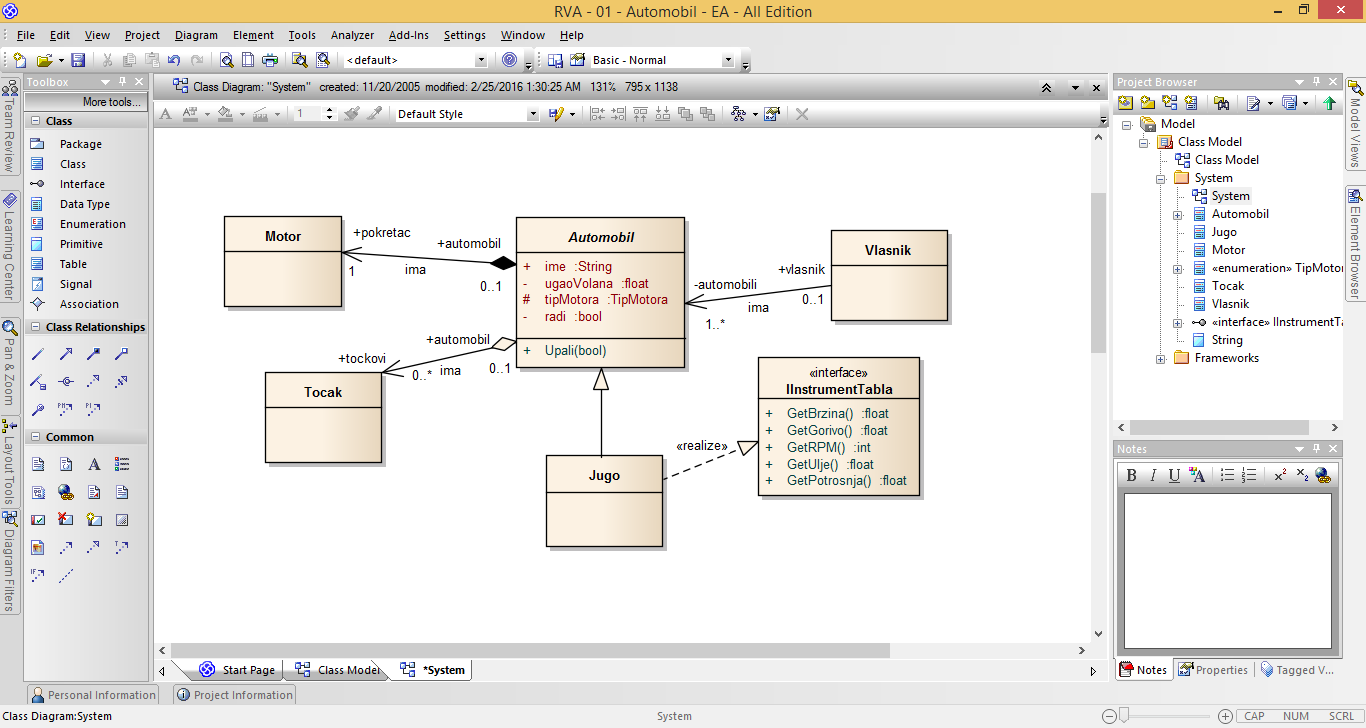 RVA - 01 - Automobil - EA - All Edition
File Edit View Project Diagram Element Tools Analyzer Add-Ins Settings Window Help
<default>
Basic - Normal
Toolbox
More tools...
Class
Package
Class
Interface
Data Type
Enumeration
Primitive
Table
Signal
Association
Class Relationships
Common
Team Review
Learning Center
Pan & Zoom
Layout Tools
Diagram Filters
Class Diagram: "System" created: 11/20/2005 modified: 2/25/2016 1:30:25 AM 131% 795 x 1138
1
Default Style
Motor
+pokretac
1
ima
+automobil
0..1
Automobil
+ ime :String
- ugaoVolana :float
# tipMotora :TipMotora
- radi :bool
+ Upali(bool)
Vlasnik
+vlasnik
0..1
-automobili
ima
1..*
+automobil
0..1
+tockovi
0..* ima
Tocak
«interface»
IInstrumentTabla
+ GetBrzina() :float
+ GetGorivo() :float
+ GetRPM() :int
+ GetUlje() :float
+ GetPotrosnja() :float
«realize»
Jugo
Start Page
Class Model
*System
Project Browser
Model
Class Model
Class Model
System
System
Automobil
Jugo
Motor
«enumeration» TipMotor
Tocak
Vlasnik
«interface» IInstrumentTa
String
Frameworks
Model Views
Element Browser
Notes
B I U A
Notes
Properties
Tagged V...
Personal Information
Project Information
Class Diagram:System
System
CAP NUM SCRL